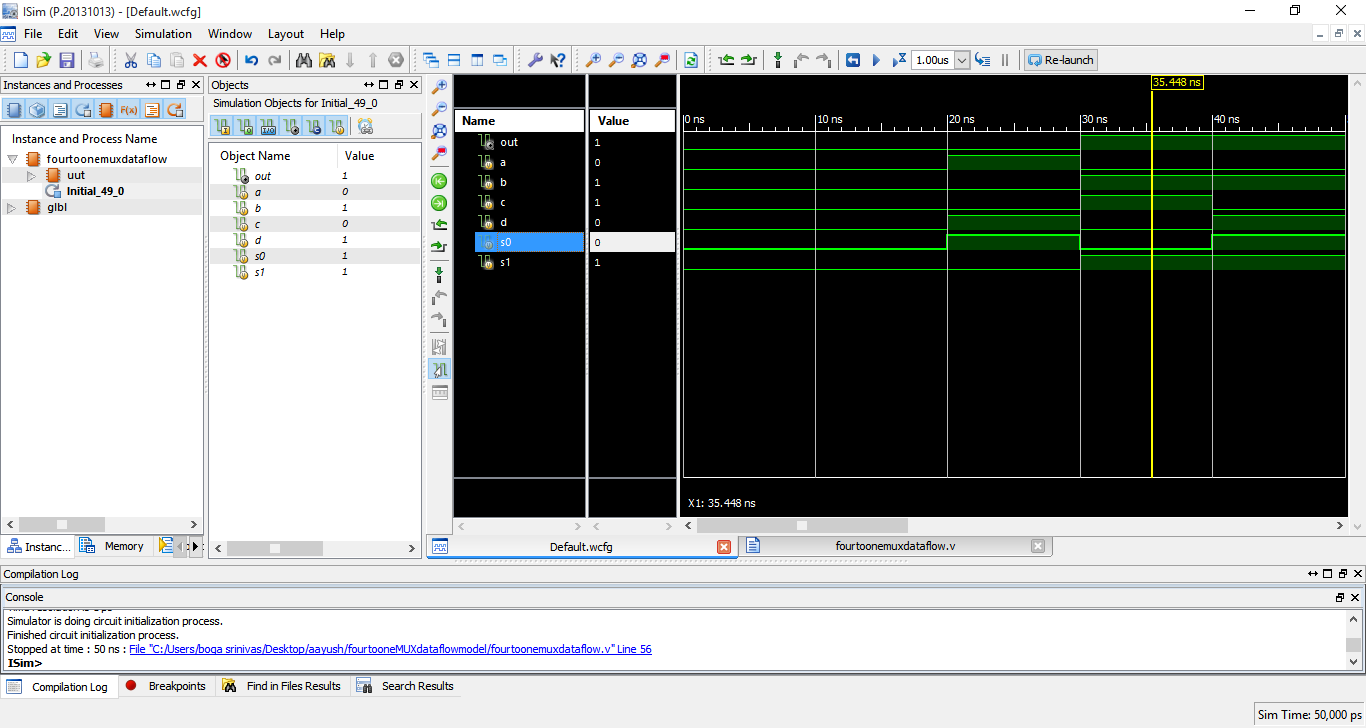 ISim (P.20131013) - [Default.wcfg]
File Edit View Simulation Window Layout Help
1.00us Re-launch
Instances and Processes
F(x)
Instance and Process Name
fourtoonemuxdataflow
uut
Initial_49_0
glbl
Instanc... Memory
Objects
Simulation Objects for Initial_49_0
Object Name Value
out 1
a 0
b 1
c 0
d 1
s0 1
s1 1
Name Value
out 1
a 0
b 1
c 1
d 0
s0 0
s1 1
35.448 ns
0 ns 10 ns 20 ns 30 ns 40 ns
X1: 35.448 ns
Default.wcfg fourtoonemuxdataflow.v
Compilation Log
Console
Simulator is doing circuit initialization process.
Finished circuit initialization process.
Stopped at time : 50 ns : File "C:/Users/boga srinivas/Desktop/aayush/fourtooneMUXdataflowmodel/fourtoonemuxdataflow.v" Line 56
ISim>
Compilation Log Breakpoints Find in Files Results Search Results
Sim Time: 50,000 ps